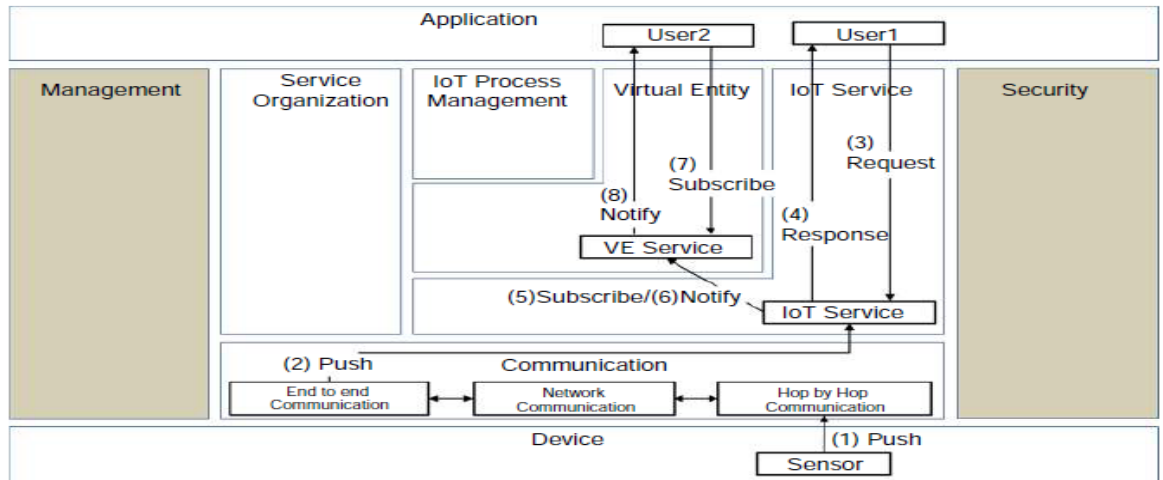 Application
User2
User1
Management
Service
Organization
IoT Process
Management
Virtual Entity
IoT Service
Security
(3)
Request
(7)
Subscribe
(8)
Notify
(4)
Response
VE Service
(5)Subscribe/(6)Notify
IoT Service
(2) Push
Communication
End to end
Communication
Network
Communication
Hop by Hop
Communication
Device
(1) Push
Sensor